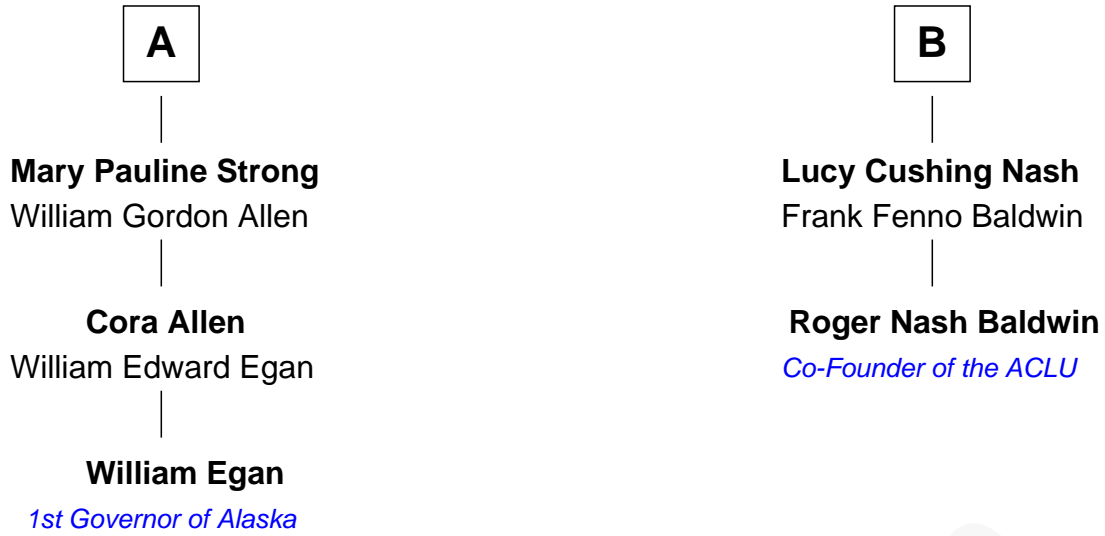 A
Mary Pauline Strong
William Gordon Allen
Cora Allen
William Edward Egan
William Egan
1st Governor of Alaska
B
Lucy Cushing Nash
Frank Fenno Baldwin
Roger Nash Baldwin
Co-Founder of the ACLU